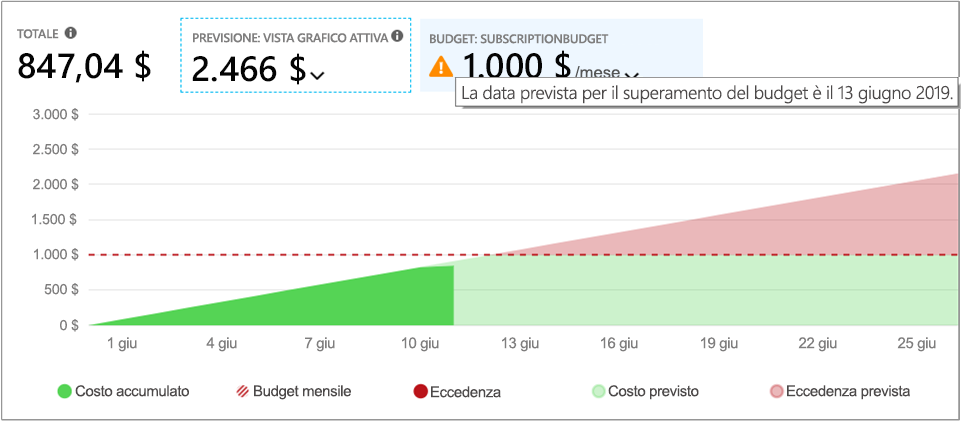 TOTALE
847,04 $
PREVISIONE: VISTA GRAFICO ATTIVA
2.466 $
BUDGET: SUBSCRIPTIONBUDGET
1.000 $ /mese
La data prevista per il superamento del budget è il 13 giugno 2019.
3.000 $
2.500 $
2.000 $
1.500 $
1.000 $
500 $
0 $
1 giu 4 giu 7 giu 10 giu 13 giu 16 giu 19 giu 22 giu 25 giu
Costo accumulato Budget mensile Eccedenza Costo previsto Eccedenza prevista